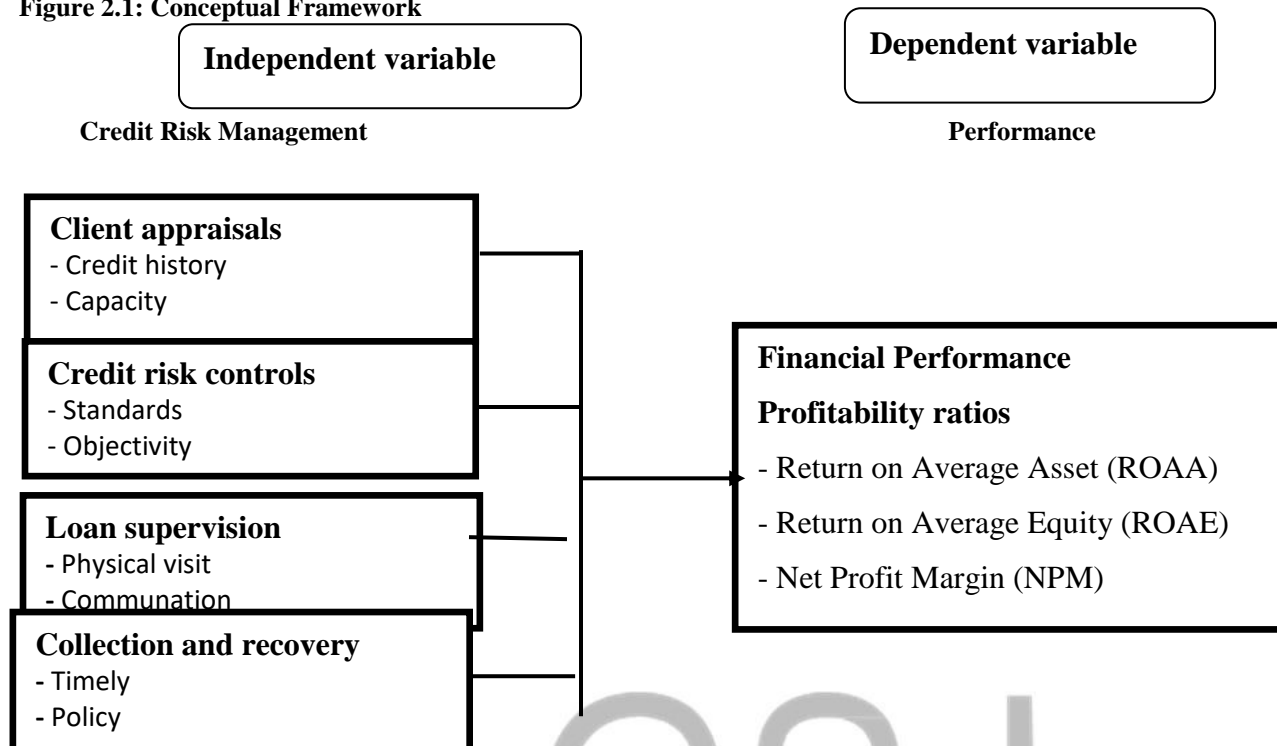 Figure 2.1: Conceptual Framework
Independent variable
Dependent variable
Credit Risk Management
Performance
Client appraisals
- Credit history
- Capacity
Credit risk controls
- Standards
- Objectivity
Loan supervision
- Physical visit
- Communation
Collection and recovery
- Timely
- Policy
Financial Performance
Profitability ratios
- Return on Average Asset (ROAA)
- Return on Average Equity (ROAE)
- Net Profit Margin (NPM)